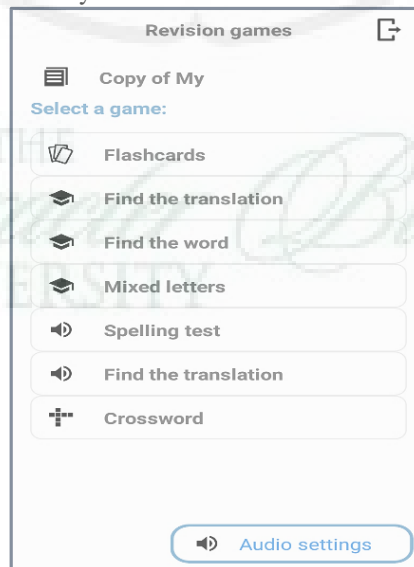 Revision games
Copy of My
Select a game:
Flashcards
Find the translation
Find the word
Mixed letters
Spelling test
Find the translation
Crossword
Audio settings